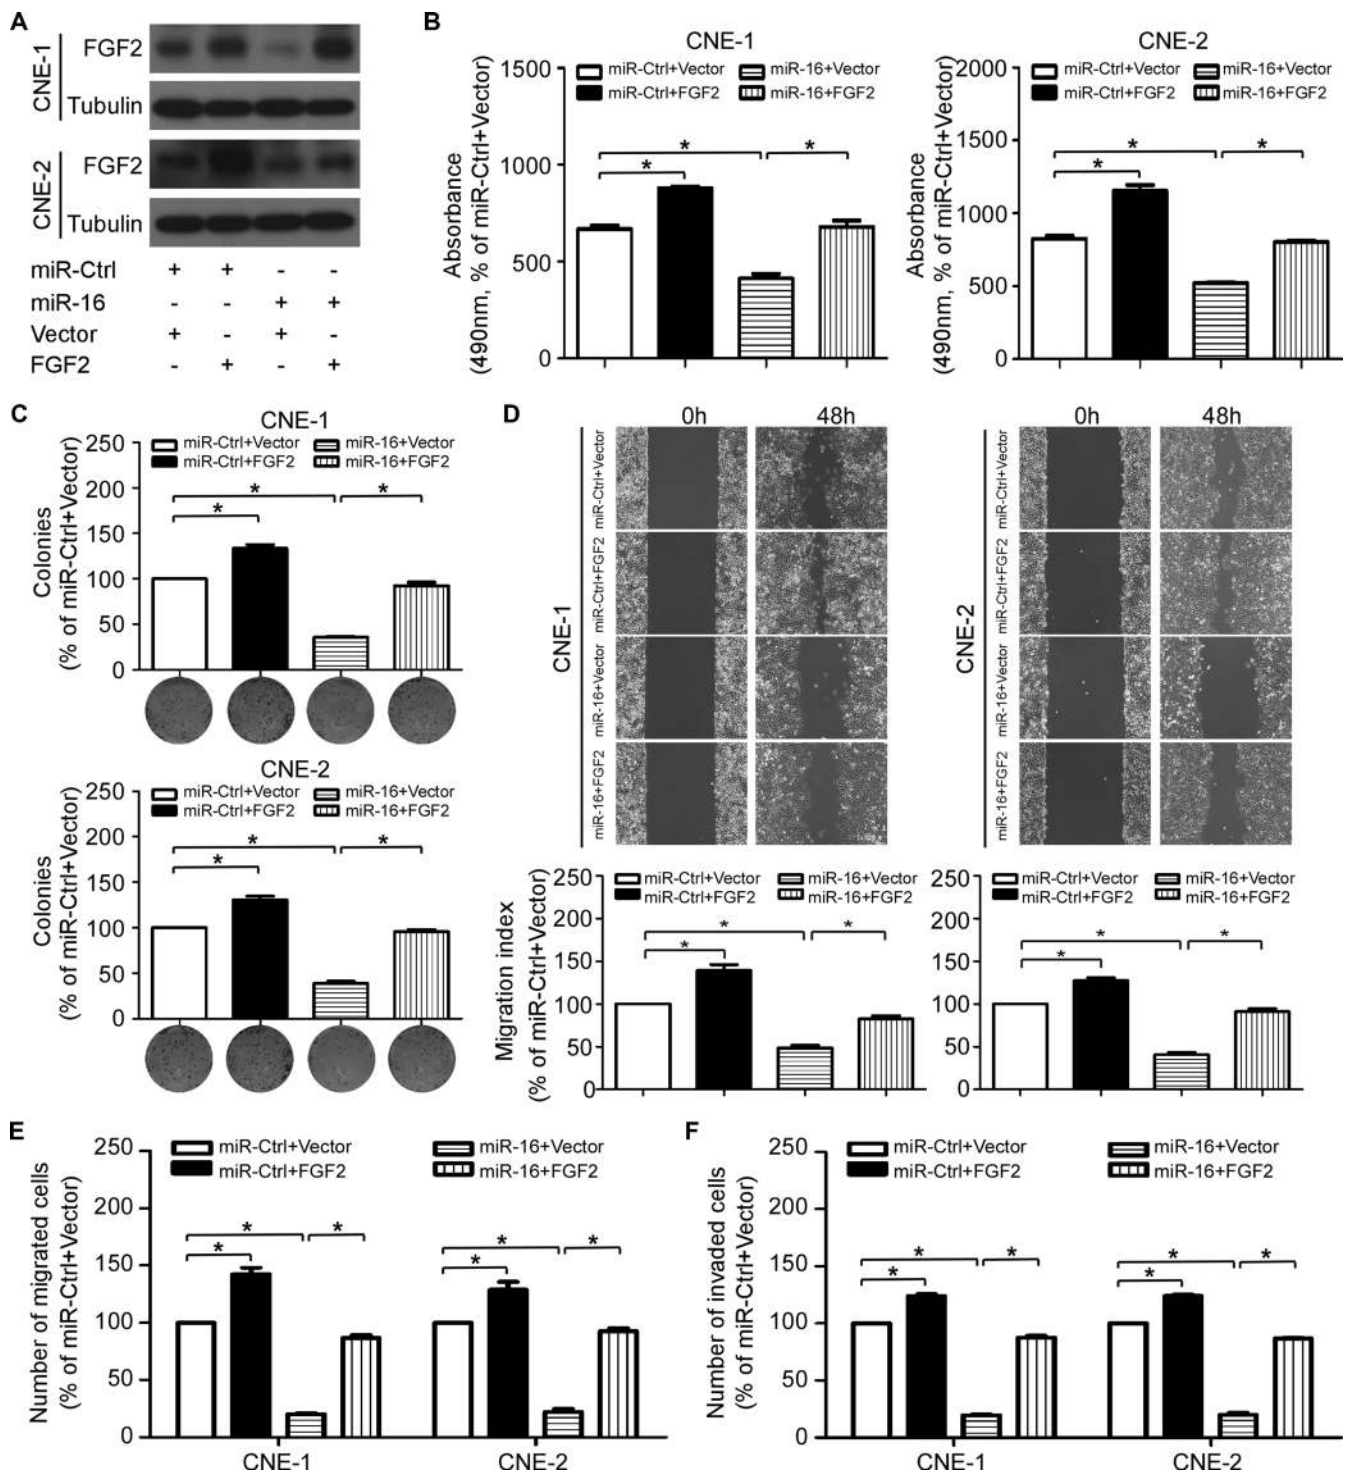 A
CNE-1
FGF2
Tubulin
CNE-2
FGF2
Tubulin
miR-Ctrl + + - -
miR-16 - - + +
Vector + - + -
FGF2 - + - +
B
CNE-1
Absorbance
(490nm, % of miR-Ctrl+Vector)
1500
1000
500
0
miR-Ctrl+Vector
miR-16+Vector
miR-Ctrl+FGF2
miR-16+FGF2
*
*
*
CNE-2
Absorbance
(490nm, % of miR-Ctrl+Vector)
2000
1500
1000
500
0
miR-Ctrl+Vector
miR-16+Vector
miR-Ctrl+FGF2
miR-16+FGF2
*
*
*
C
CNE-1
Colonies
(% of miR-Ctrl+Vector)
250
200
150
100
50
0
miR-Ctrl+Vector
miR-16+Vector
miR-Ctrl+FGF2
miR-16+FGF2
*
*
*
CNE-2
Colonies
(% of miR-Ctrl+Vector)
250
200
150
100
50
0
miR-Ctrl+Vector
miR-16+Vector
miR-Ctrl+FGF2
miR-16+FGF2
*
*
*
D
0h 48h
CNE-1
miR-Ctrl+Vector
miR-Ctrl+FGF2
miR-16+Vector
miR-16+FGF2
0h 48h
CNE-2
miR-Ctrl+Vector
miR-Ctrl+FGF2
miR-16+Vector
miR-16+FGF2
Migration index
(% of miR-Ctrl+Vector)
250
200
150
100
50
0
miR-Ctrl+Vector
miR-16+Vector
miR-Ctrl+FGF2
miR-16+FGF2
*
*
*
250
200
150
100
50
0
miR-Ctrl+Vector
miR-16+Vector
miR-Ctrl+FGF2
miR-16+FGF2
*
*
*
E
Number of migrated cells
(% of miR-Ctrl+Vector)
250
200
150
100
50
0
miR-Ctrl+Vector
miR-16+Vector
miR-Ctrl+FGF2
miR-16+FGF2
*
*
*
*
*
*
CNE-1 CNE-2
F
Number of invaded cells
(% of miR-Ctrl+Vector)
250
200
150
100
50
0
miR-Ctrl+Vector
miR-16+Vector
miR-Ctrl+FGF2
miR-16+FGF2
*
*
*
*
*
*
CNE-1 CNE-2